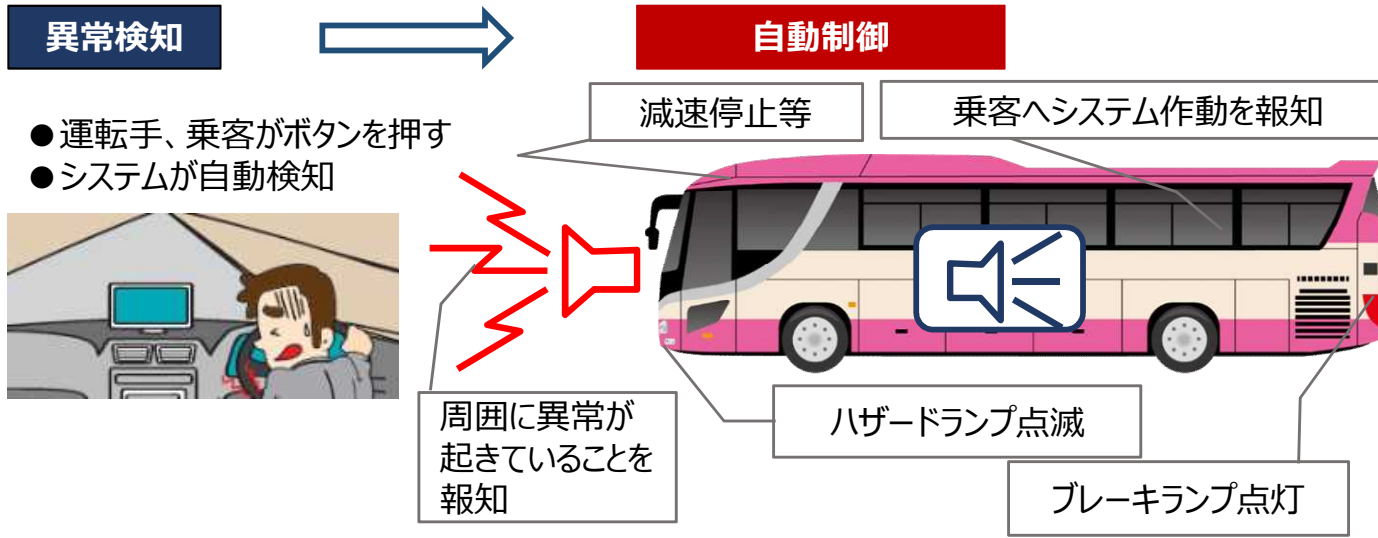 異常検知
自動制御
減速停止等
乗客へシステム作動を報知
●運転手、乗客がボタンを押す
●システムが自動検知
周囲に異常が
起きていることを
報知
ハザードランプ点滅
ブレーキランプ点灯